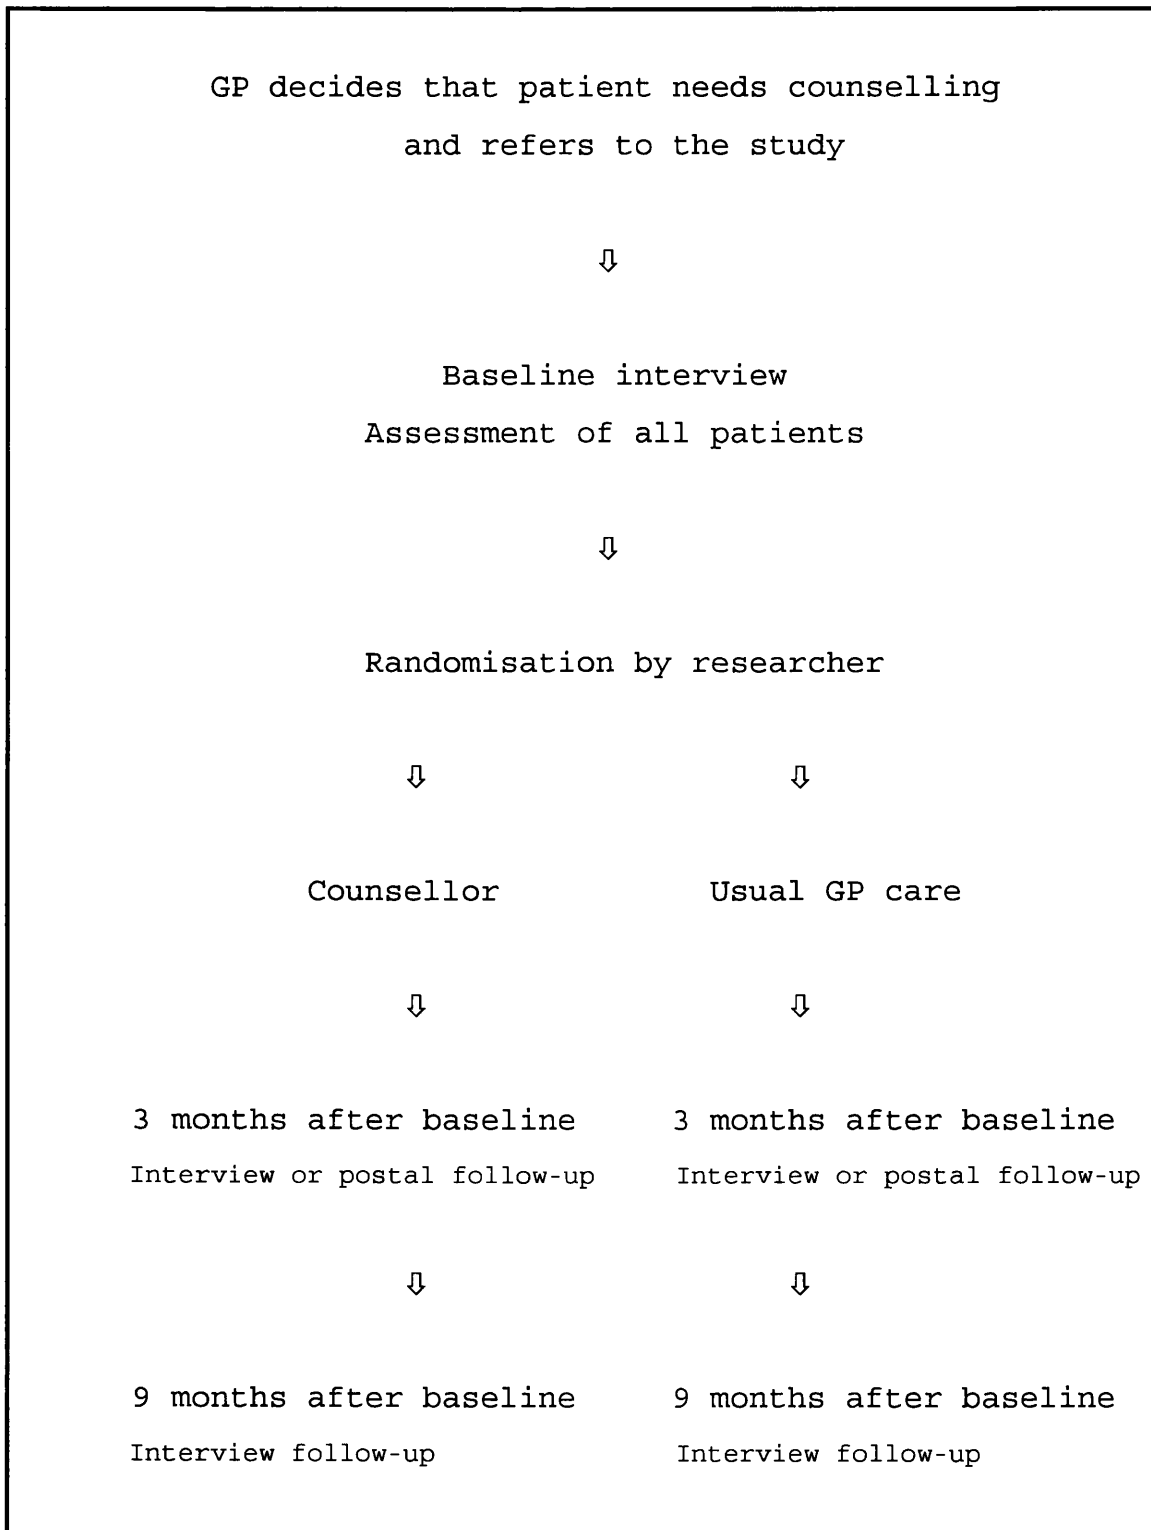 GP decides that patient needs counselling
and refers to the study
⇩
Baseline interview
Assessment of all patients
⇩
Randomisation by researcher
⇩ ⇩
Counsellor Usual GP care
⇩ ⇩
3 months after baseline 3 months after baseline
Interview or postal follow-up Interview or postal follow-up
⇩ ⇩
9 months after baseline 9 months after baseline
Interview follow-up Interview follow-up